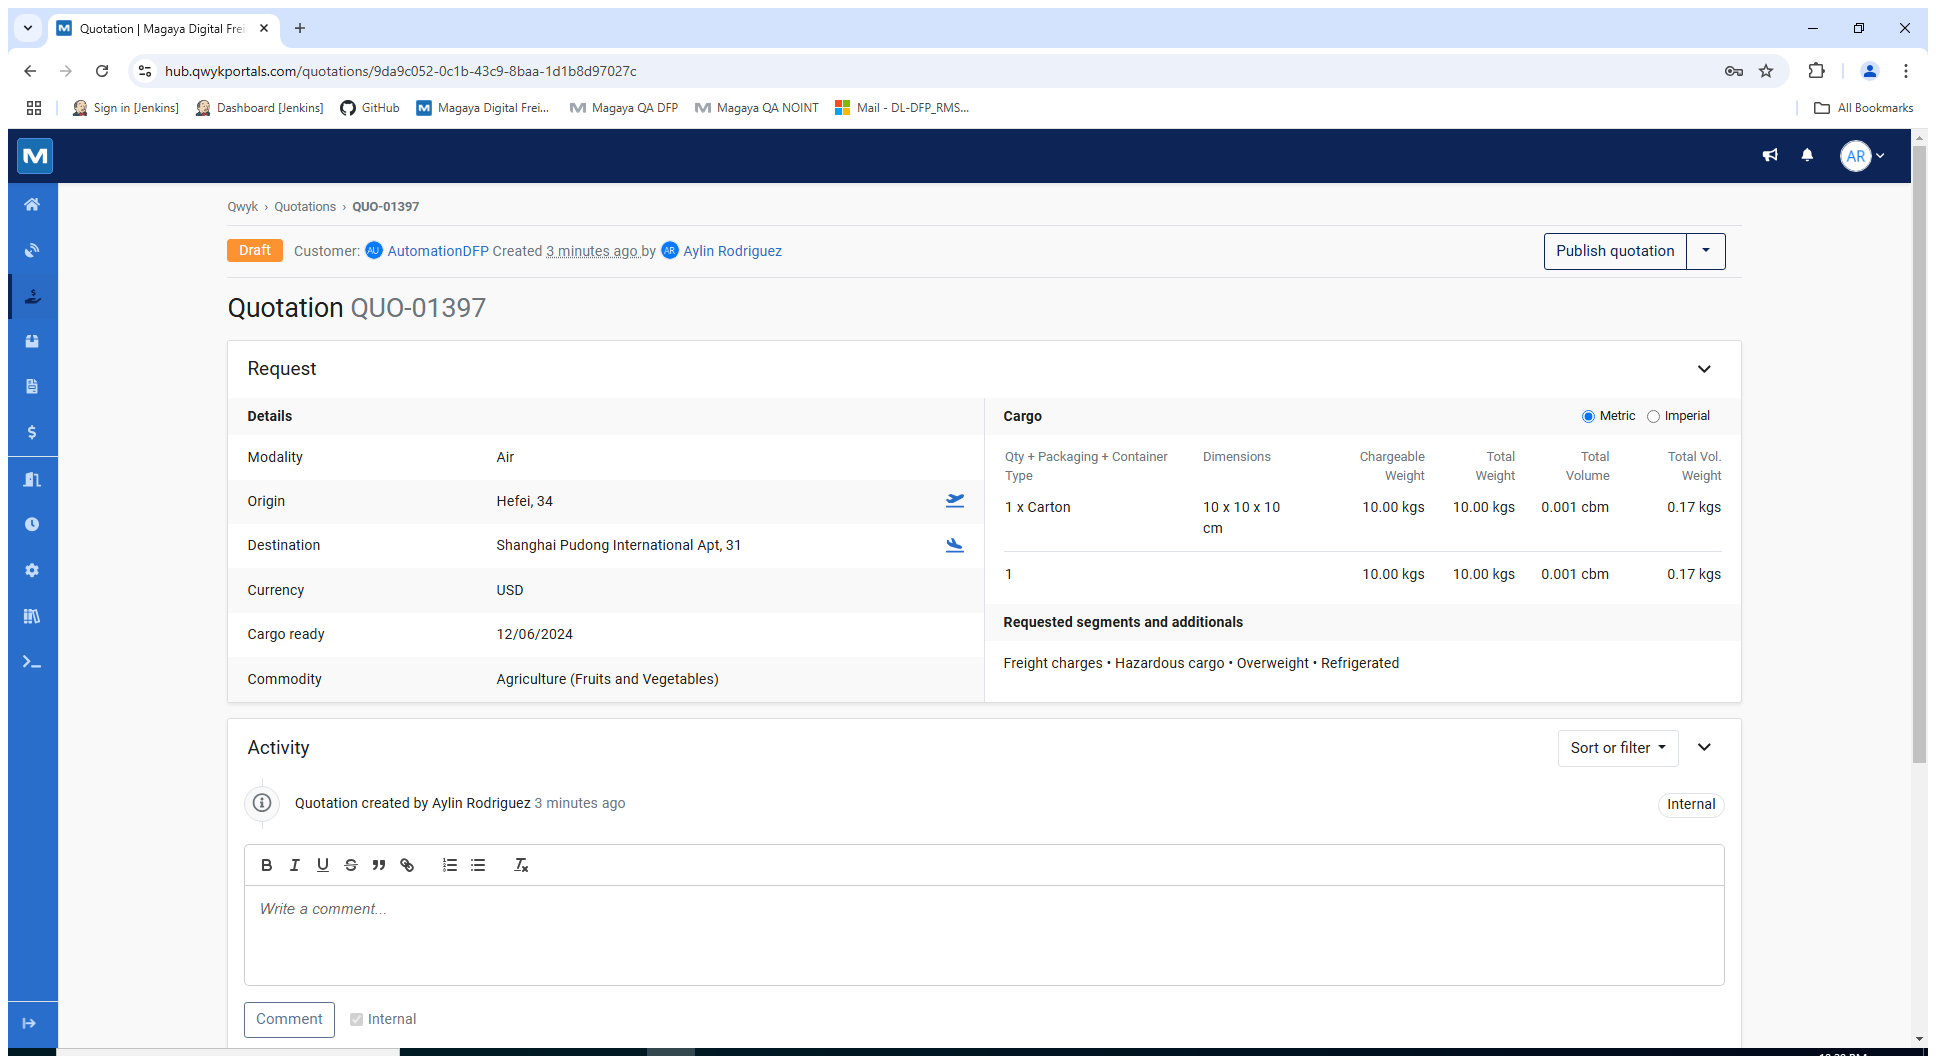 Quotation | Magaya Digital Frei
hub.qwykportals.com/quotations/9da9c052-0c1b-43c9-8baa-1d1b8d97027c
Sign in [Jenkins]
Dashboard [Jenkins]
GitHub
Magaya Digital Frei...
Magaya QA DFP
Magaya QA NOINT
Mail - DL-DFP_RMS...
All Bookmarks
AR
Qwyk › Quotations › QUO-01397
Draft Customer: AU AutomationDFP Created 3 minutes ago by AR Aylin Rodriguez
Publish quotation
Quotation QUO-01397
Request
Details
Modality Air
Origin Hefei, 34
Destination Shanghai Pudong International Apt, 31
Currency USD
Cargo ready 12/06/2024
Commodity Agriculture (Fruits and Vegetables)
Cargo Metric Imperial
Qty + Packaging + Container Dimensions Chargeable Total Total Total Vol.
Type Weight Weight Volume Weight
1 x Carton 10 x 10 x 10 10.00 kgs 10.00 kgs 0.001 cbm 0.17 kgs
cm
1 10.00 kgs 10.00 kgs 0.001 cbm 0.17 kgs
Requested segments and additionals
Freight charges • Hazardous cargo • Overweight • Refrigerated
Activity Sort or filter
Quotation created by Aylin Rodriguez 3 minutes ago Internal
Write a comment...
Comment Internal